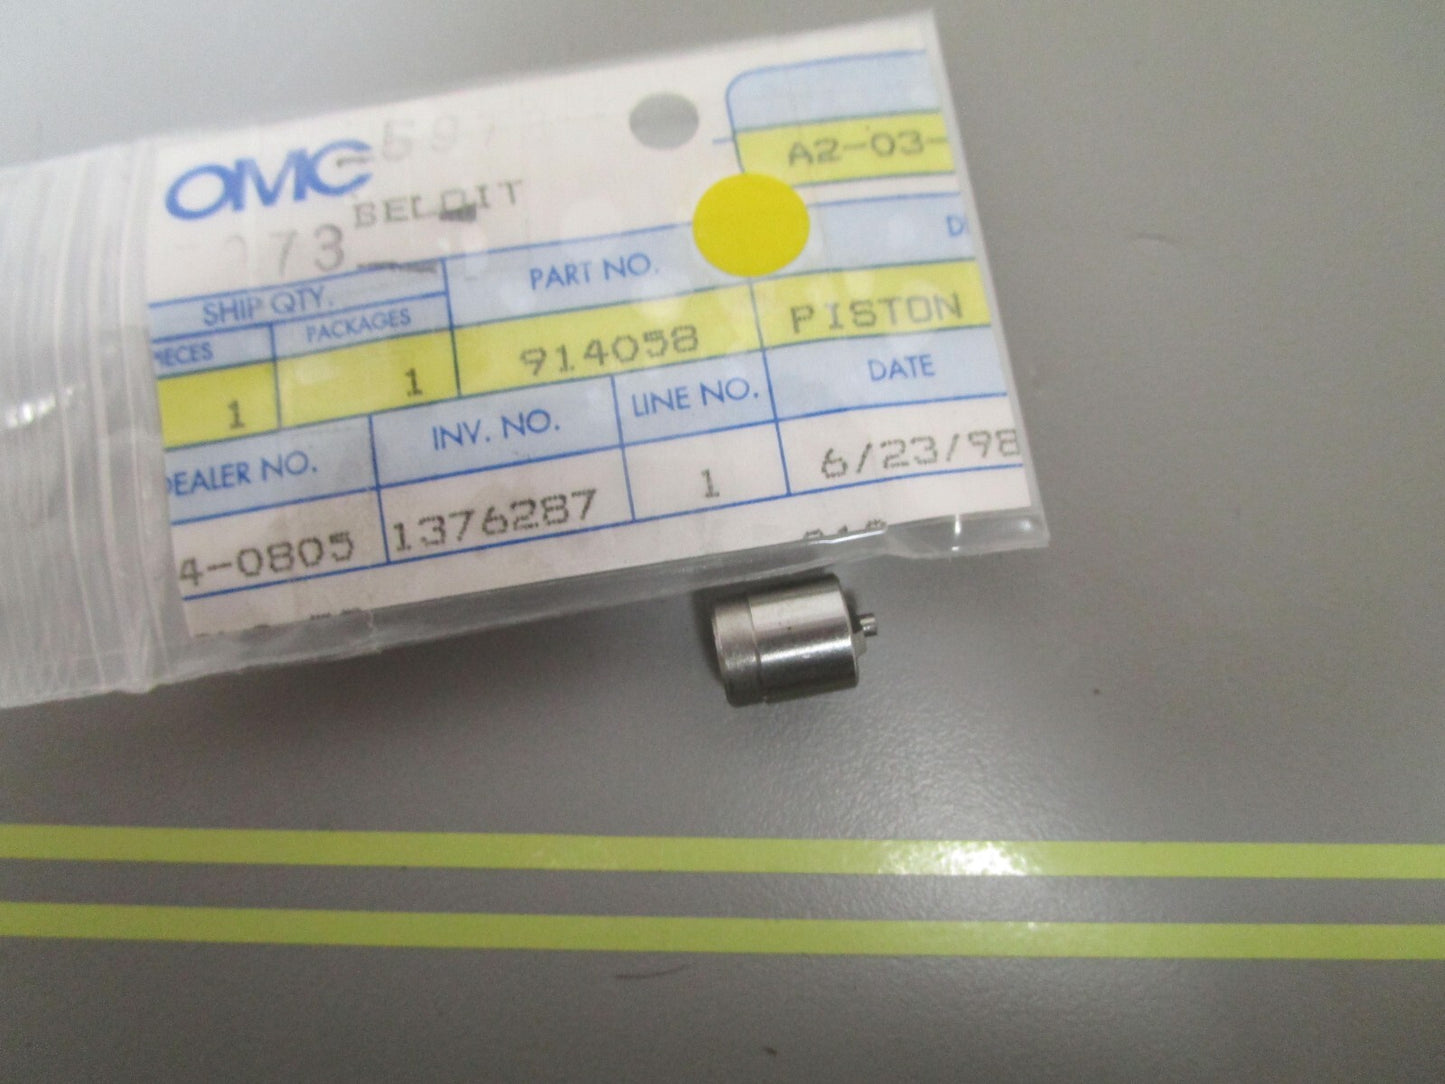 OMC
BELOIT
73
A2-03-
SHIP QTY.
PART NO.
PACKAGES
1
1
914058
PISTON
DEALER NO.
INV. NO.
LINE NO.
DATE
4-0805
1376287
1
6/23/98